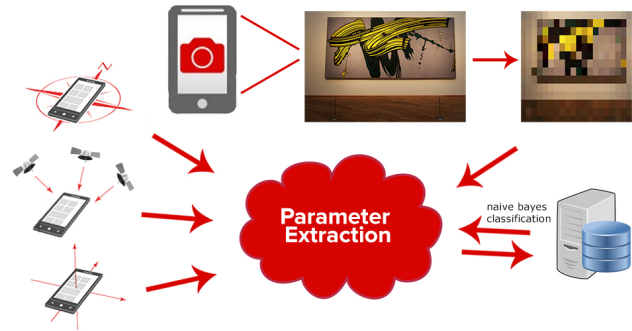 N
naive bayes
classification
Parameter
Extraction